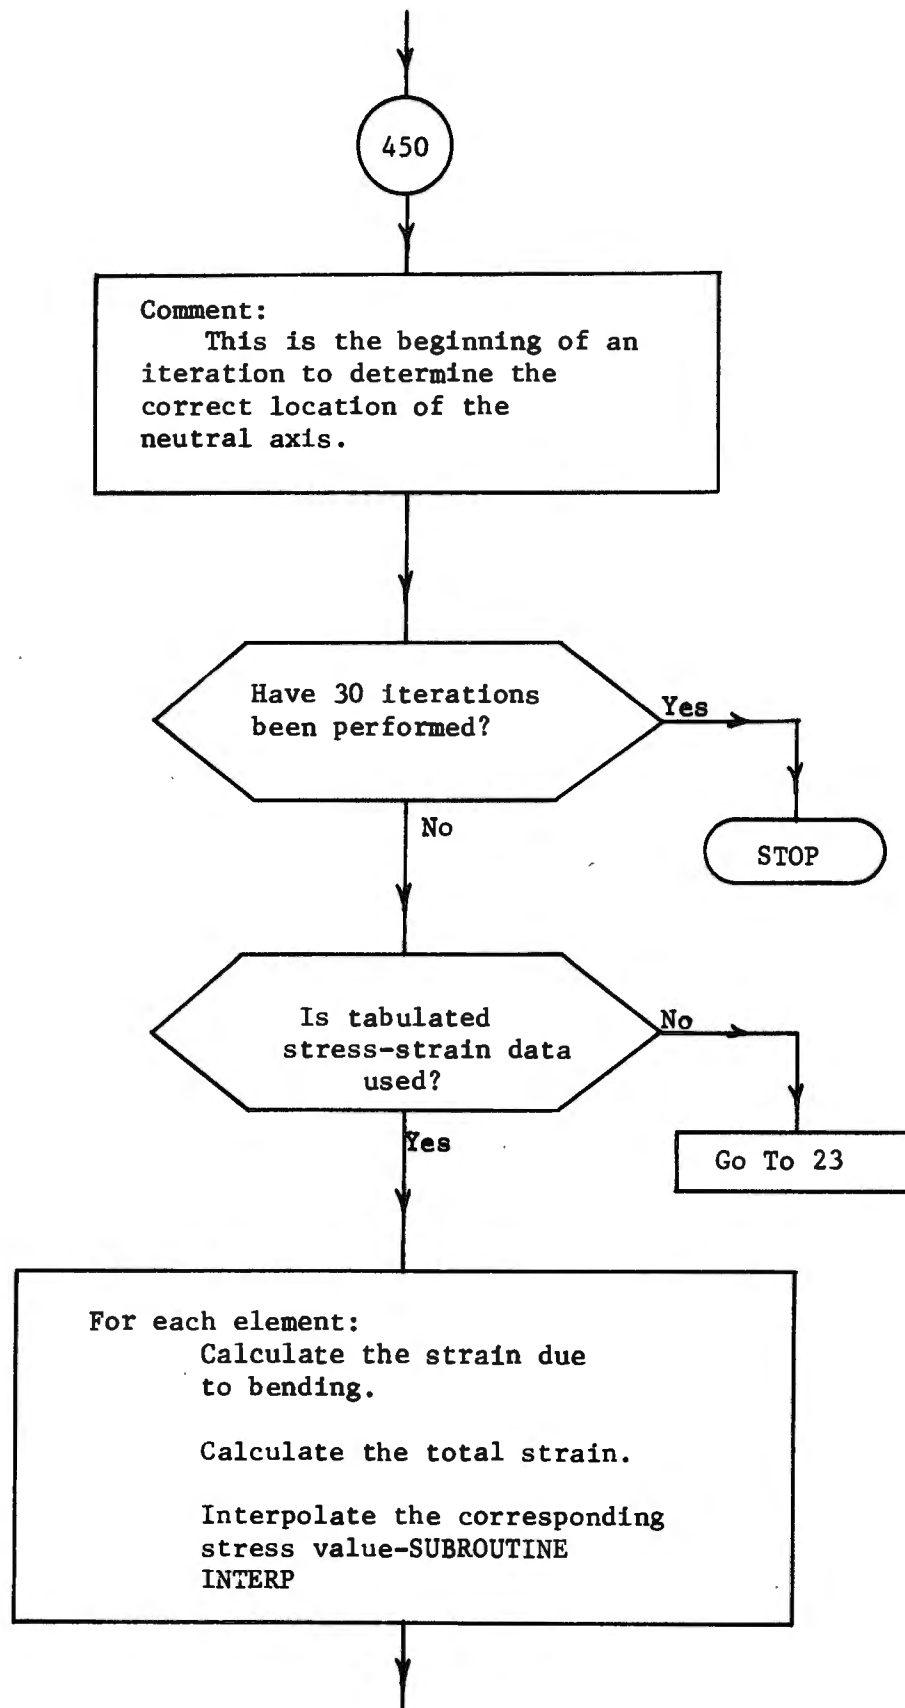 450
Comment:
This is the beginning of an
iteration to determine the
correct location of the
neutral axis.
Have 30 iterations
been performed?
Yes
STOP
No
Is tabulated
stress-strain data
used?
No
Go To 23
Yes
For each element:
Calculate the strain due
to bending.
Calculate the total strain.
Interpolate the corresponding
stress value-SUBROUTINE
INTERP